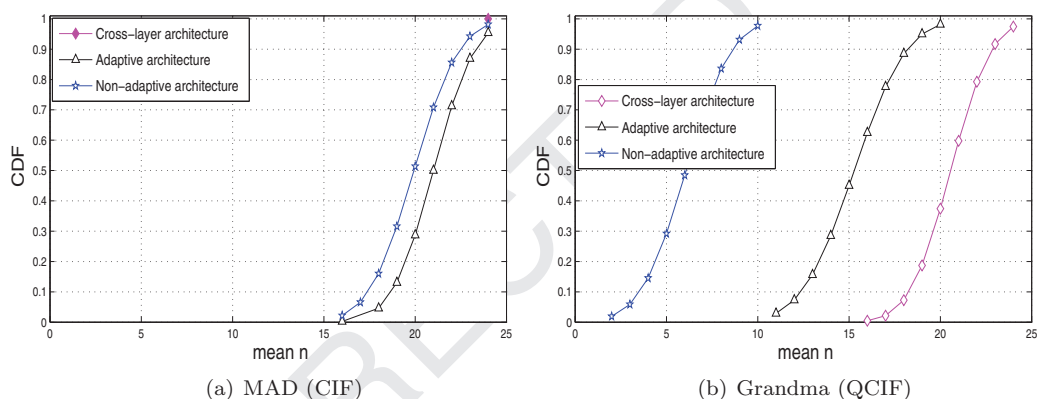 1
0.9
0.8
0.7
0.6
0.5
0.4
0.3
0.2
0.1
0
CDF
Cross-layer architecture
Adaptive architecture
Non-adaptive architecture
0 5 10 15 20 25
mean n
(a) MAD (CIF)
1
0.9
0.8
0.7
0.6
0.5
0.4
0.3
0.2
0.1
0
CDF
Cross-layer architecture
Adaptive architecture
Non-adaptive architecture
0 5 10 15 20 25
mean n
(b) Grandma (QCIF)